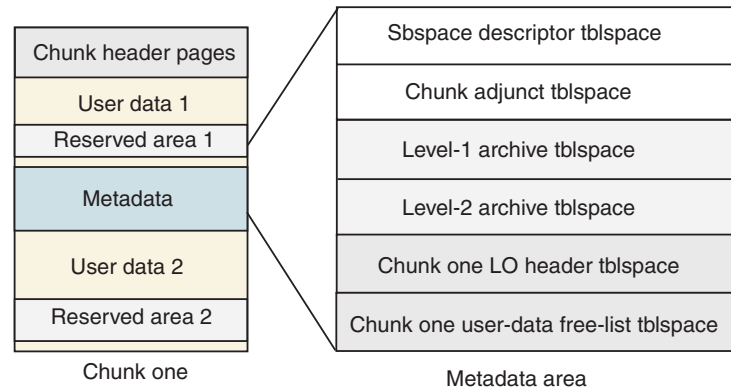 Chunk header pages
User data 1
Reserved area 1
Metadata
User data 2
Reserved area 2
Chunk one
Sbspace descriptor tblspace
Chunk adjunct tblspace
Level-1 archive tblspace
Level-2 archive tblspace
Chunk one LO header tblspace
Chunk one user-data free-list tblspace
Metadata area